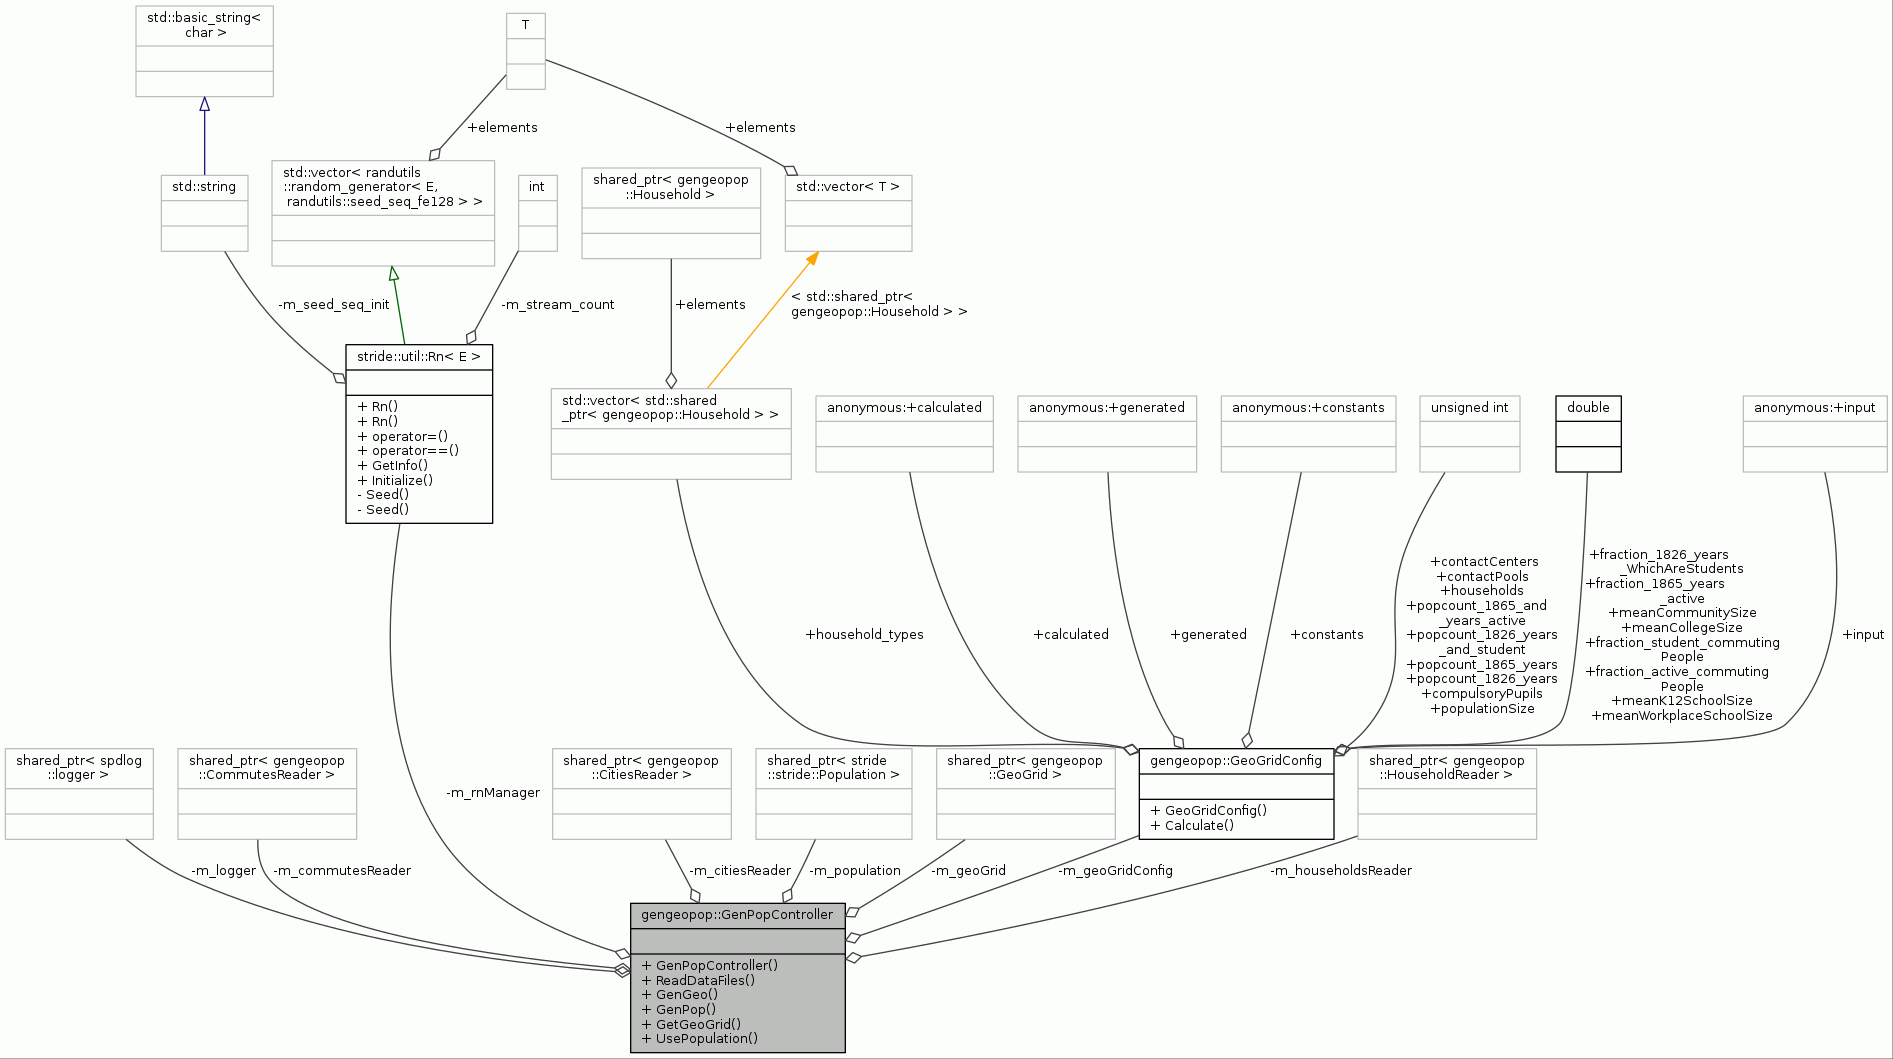 std::basic_string<
char >
T
+elements
+elements
std::string
std::vector< randutils
::random_generator< E,
randutils::seed_seq_fe128 > >
int
shared_ptr< gengeopop
::Household >
std::vector< T >
-m_seed_seq_init
-m_stream_count
+elements
< std::shared_ptr<
gengeopop::Household > >
stride::util::Rn< E >
+ Rn()
+ Rn()
+ operator=()
+ operator==()
+ GetInfo()
+ Initialize()
- Seed()
- Seed()
std::vector< std::shared
_ptr< gengeopop::Household > >
anonymous:+calculated
anonymous:+generated
anonymous:+constants
unsigned int
double
anonymous:+input
+household_types
+calculated
+generated
+constants
+contactCenters
+contactPools
+households
+popcount_1865_and
_years_active
+popcount_1826_years
_and_student
+popcount_1865_years
+popcount_1826_years
+compulsoryPupils
+populationSize
+fraction_1826_years
_WhichAreStudents
+fraction_1865_years
_active
+meanCommunitySize
+meanCollegeSize
+fraction_student_commuting
People
+fraction_active_commuting
People
+meanK12SchoolSize
+meanWorkplaceSchoolSize
+input
shared_ptr< spdlog
::logger >
shared_ptr< gengeopop
::CommutesReader >
-m_rnManager
shared_ptr< gengeopop
::CitiesReader >
shared_ptr< stride
::stride::Population >
shared_ptr< gengeopop
::GeoGrid >
gengeopop::GeoGridConfig
+ GeoGridConfig()
+ Calculate()
shared_ptr< gengeopop
::HouseholdReader >
-m_logger
-m_commutesReader
-m_citiesReader
-m_population
-m_geoGrid
-m_geoGridConfig
-m_householdsReader
gengeopop::GenPopController
+ GenPopController()
+ ReadDataFiles()
+ GenGeo()
+ GenPop()
+ GetGeoGrid()
+ UsePopulation()